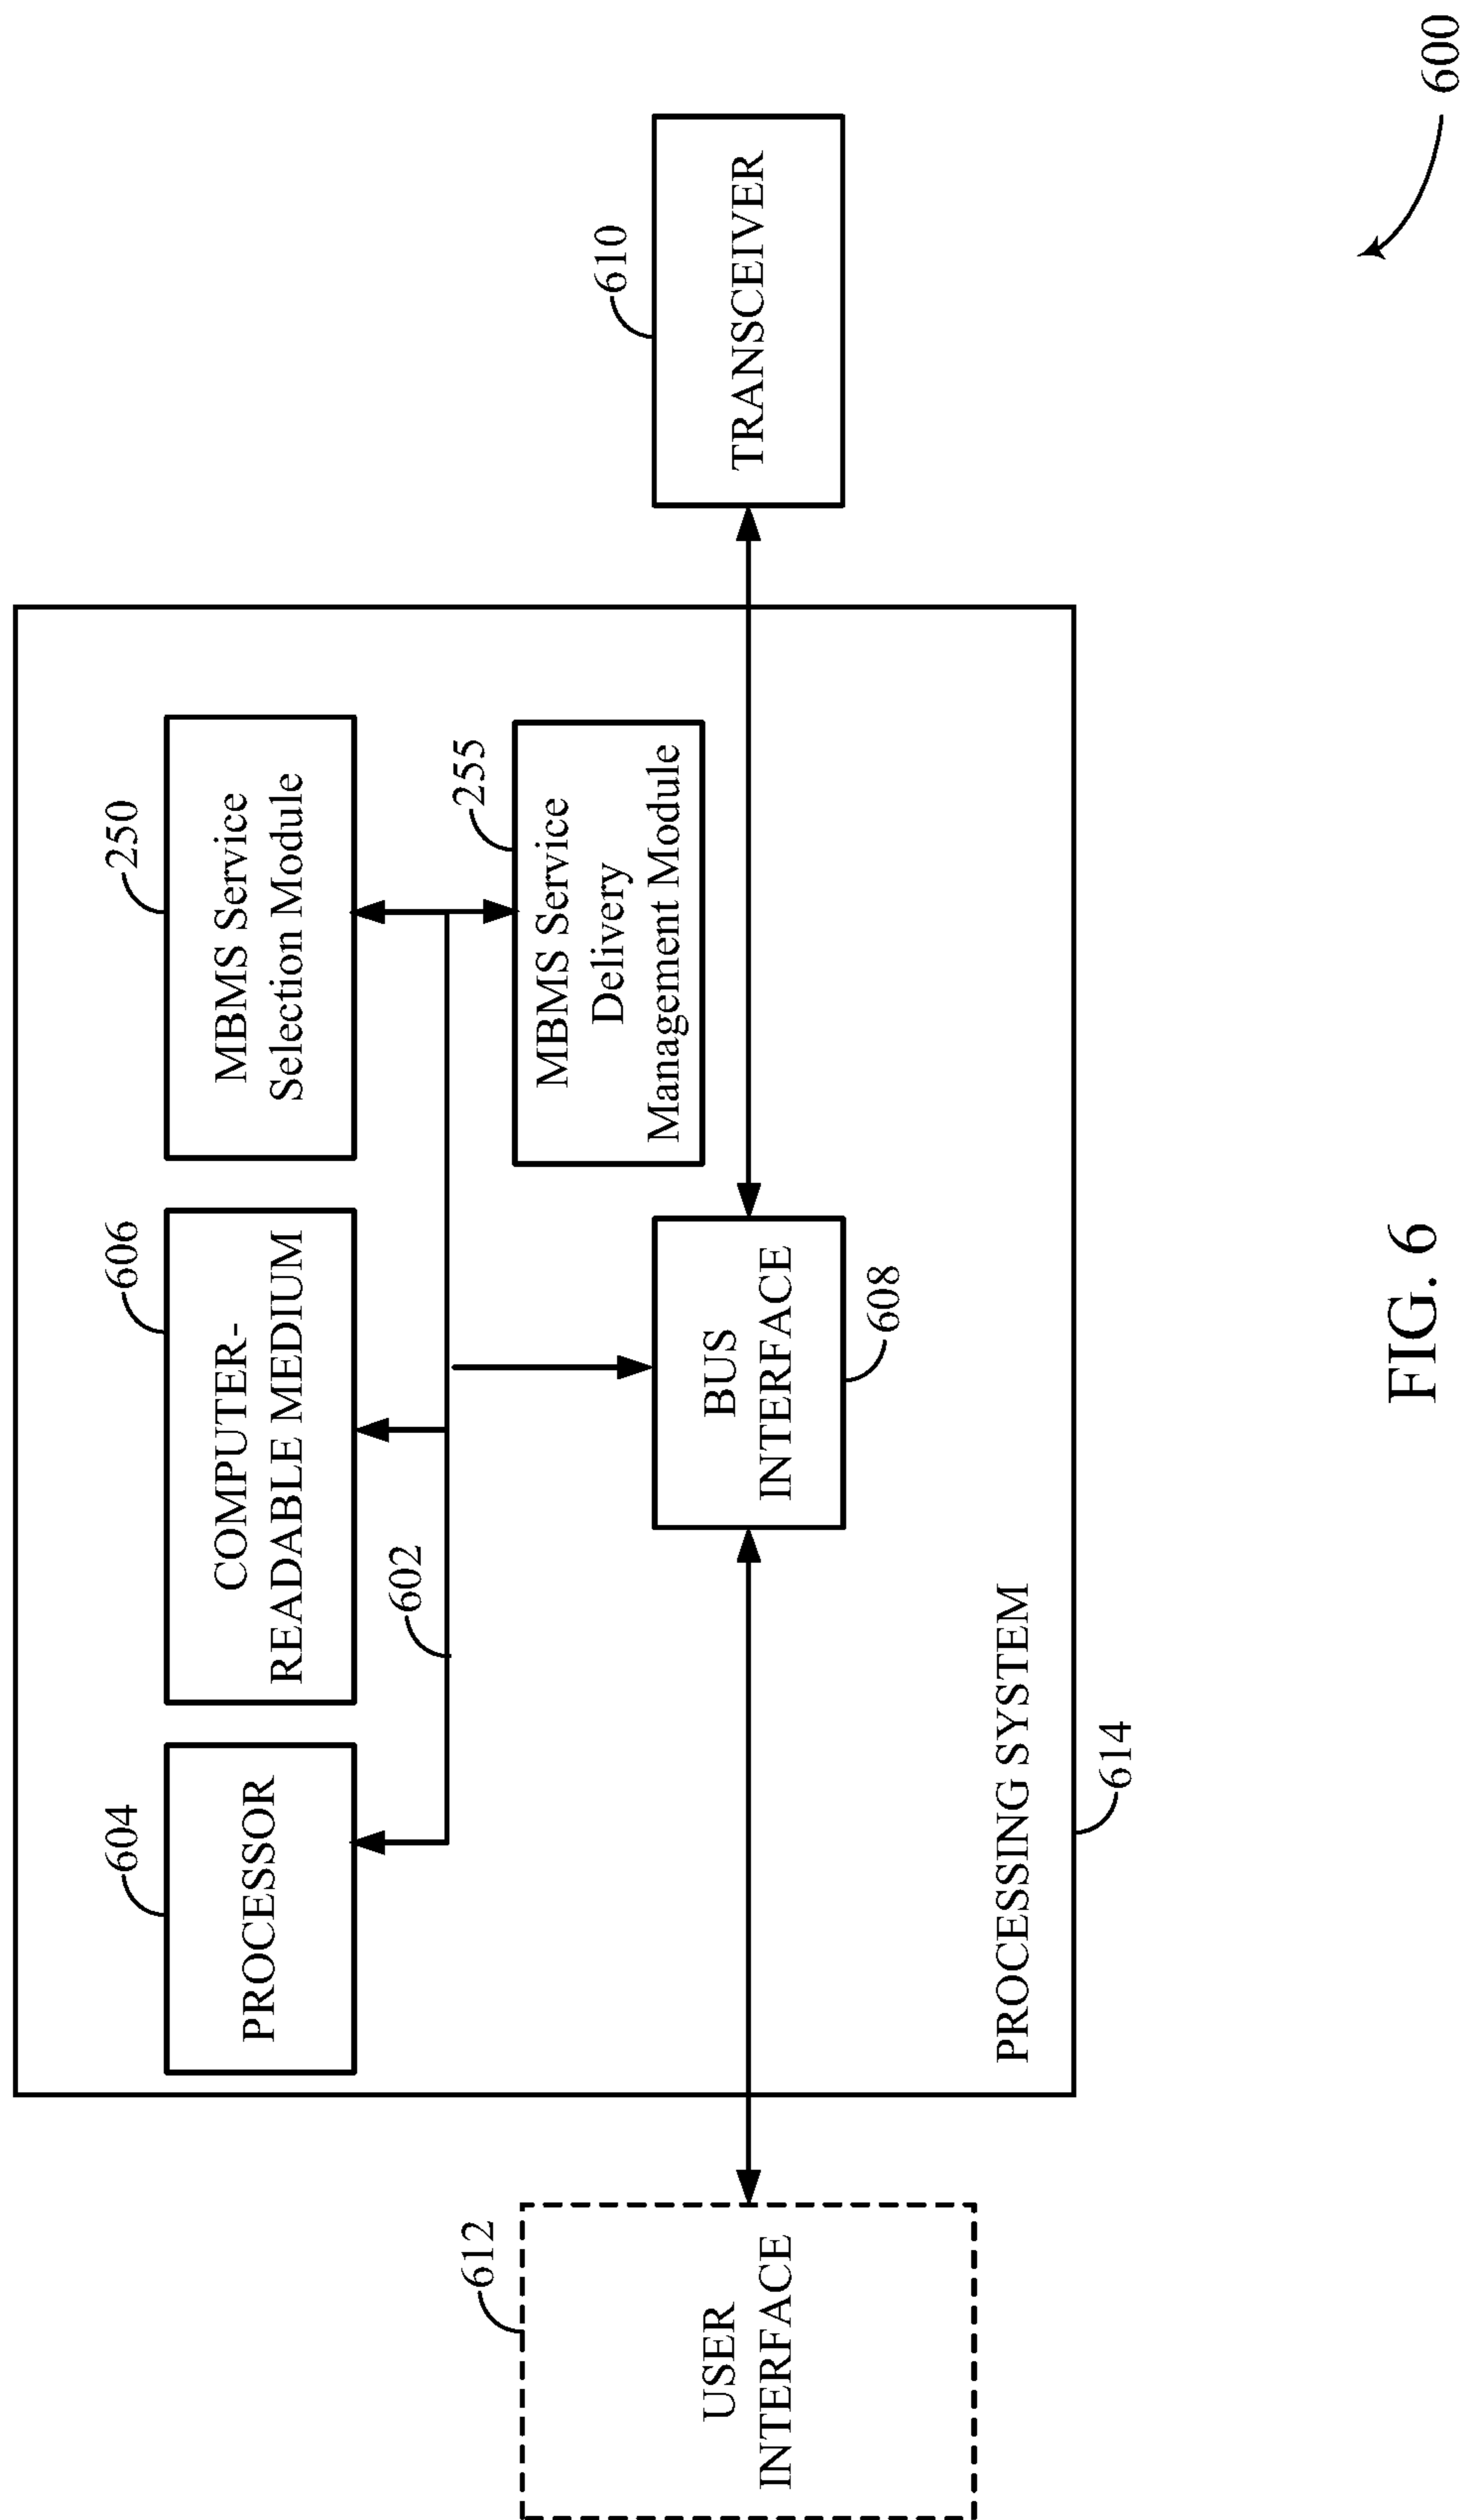 604
PROCESSOR
606
COMPUTER-
READABLE MEDIUM
250
MBMS Service
Selection Module
602
255
MBMS Service
Delivery
Management Module
612
USER
INTERFACE
BUS
INTERFACE
608
610
TRANSCEIVER
PROCESSING SYSTEM
614
FIG. 6
600